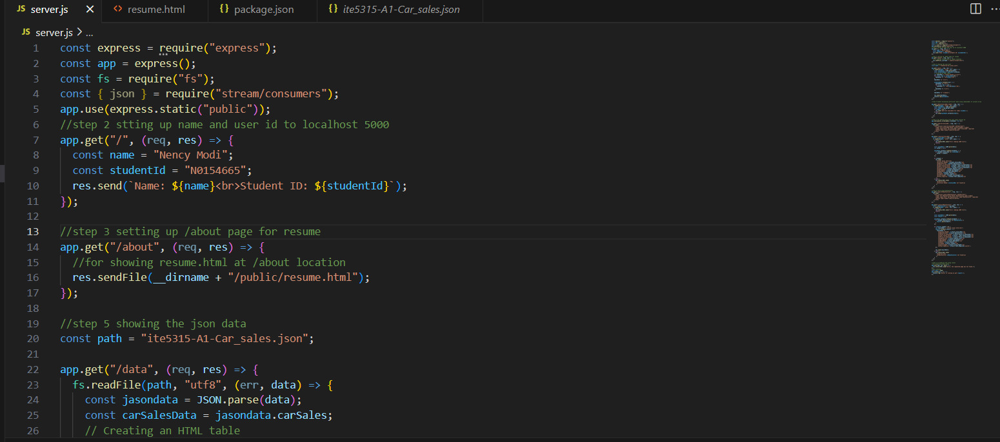 JS server.js × <> resume.html {} package.json {} ite5315-A1-Car_sales.json ...
JS server.js > ...
1 const express = require("express");
2 const app = express();
3 const fs = require("fs");
4 const { json } = require("stream/consumers");
5 app.use(express.static("public"));
6 //step 2 stting up name and user id to localhost 5000
7 app.get("/", (req, res) => {
8 const name = "Nency Modi";
9 const studentId = "N0154665";
10 res.send(`Name: ${name}<br>Student ID: ${studentId}`);
11 });
12
13 //step 3 setting up /about page for resume
14 app.get("/about", (req, res) => {
15 //for showing resume.html at /about location
16 res.sendFile(__dirname + "/public/resume.html");
17 });
18
19 //step 5 showing the json data
20 const path = "ite5315-A1-Car_sales.json";
21
22 app.get("/data", (req, res) => {
23 fs.readFile(path, "utf8", (err, data) => {
24 const jasondata = JSON.parse(data);
25 const carSalesData = jasondata.carSales;
26 // Creating an HTML table